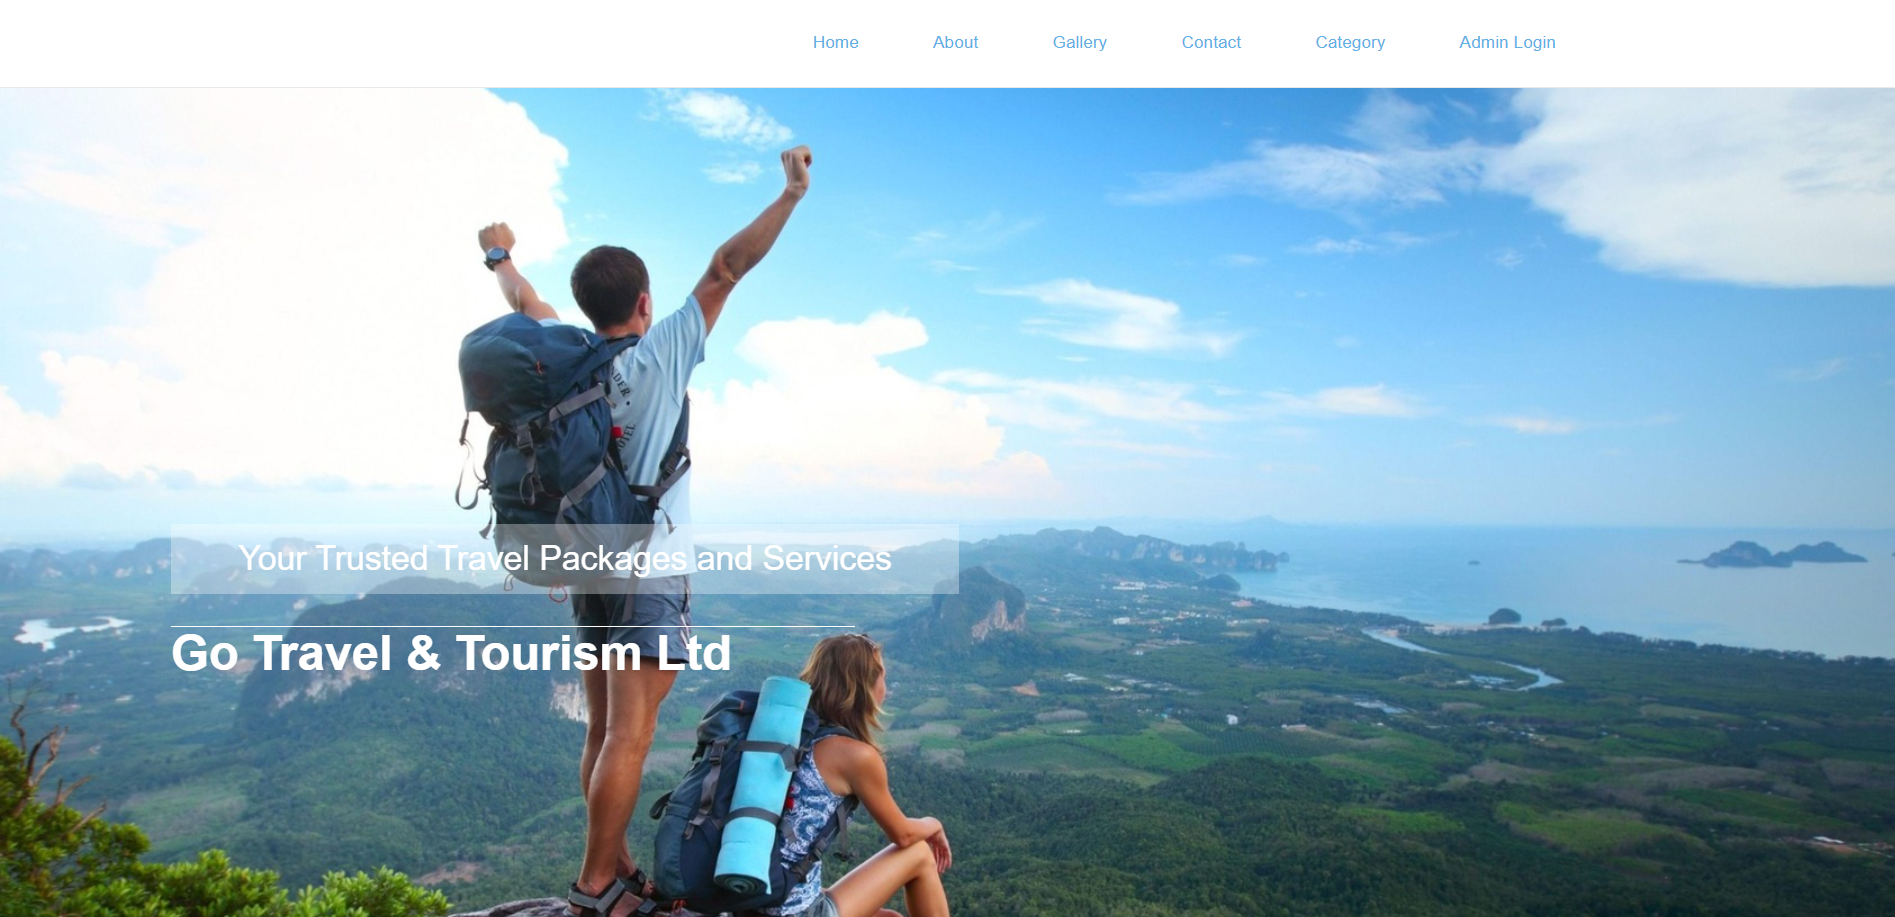 Home About Gallery Contact Category Admin Login
Your Trusted Travel Packages and Services
Go Travel & Tourism Ltd